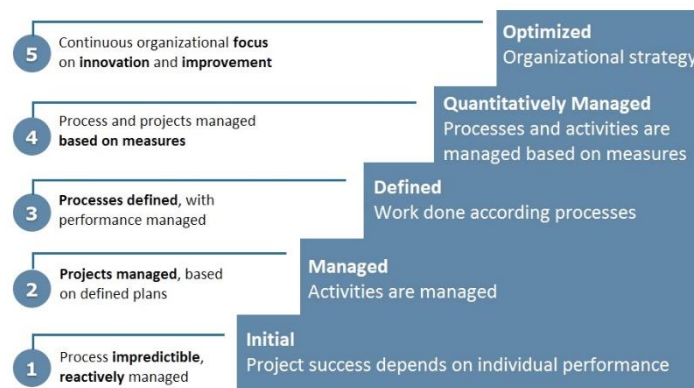 5
Continuous organizational focus
on innovation and improvement
Optimized
Organizational strategy
4
Process and projects managed
based on measures
Quantitatively Managed
Processes and activities are
managed based on measures
3
Processes defined, with
performance managed
Defined
Work done according processes
2
Projects managed, based
on defined plans
Managed
Activities are managed
1
Process impredictible,
reactively managed
Initial
Project success depends on individual performance